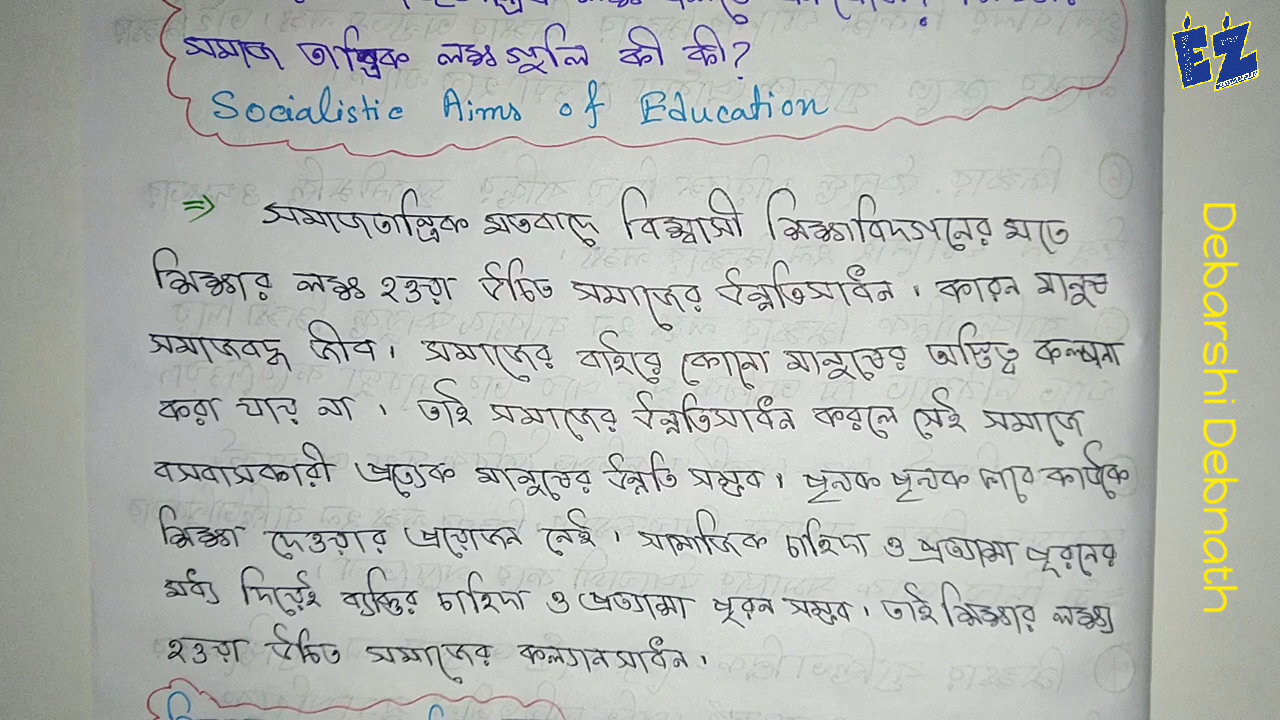 সমাজ তান্ত্রিক লক্ষ্য গুলি কী কী?
Socialistic Aims of Education
⇒ সমাজতান্ত্রিক মতবাদে বিশ্বাসী শিক্ষাবিদগনের মতে
শিক্ষার লক্ষ্য হওয়া উচিত সমাজের উন্নতিসাধন। কারন মানুষ
সমাজবদ্ধ জীব। সমাজের বাইরে কোনো মানুষের অস্তিত্ব কল্পনা
করা যায় না। তাই সমাজের উন্নতিসাধন করলে সেই সমাজে
বসবাসকারী প্রত্যেক মানুষের উন্নতি সম্ভব। পৃথক পৃথক ভাবে কাউকে
শিক্ষা দেওয়ার প্রয়োজন নেই। সামাজিক চাহিদা ও প্রত্যাশা পূরনের
মধ্য দিয়েই ব্যক্তির চাহিদা ও প্রত্যাশা পূরন সম্ভব। তাই শিক্ষার লক্ষ্য
হওয়া উচিত সমাজের কল্যানসাধন।
EZ
Debarshi Debnath